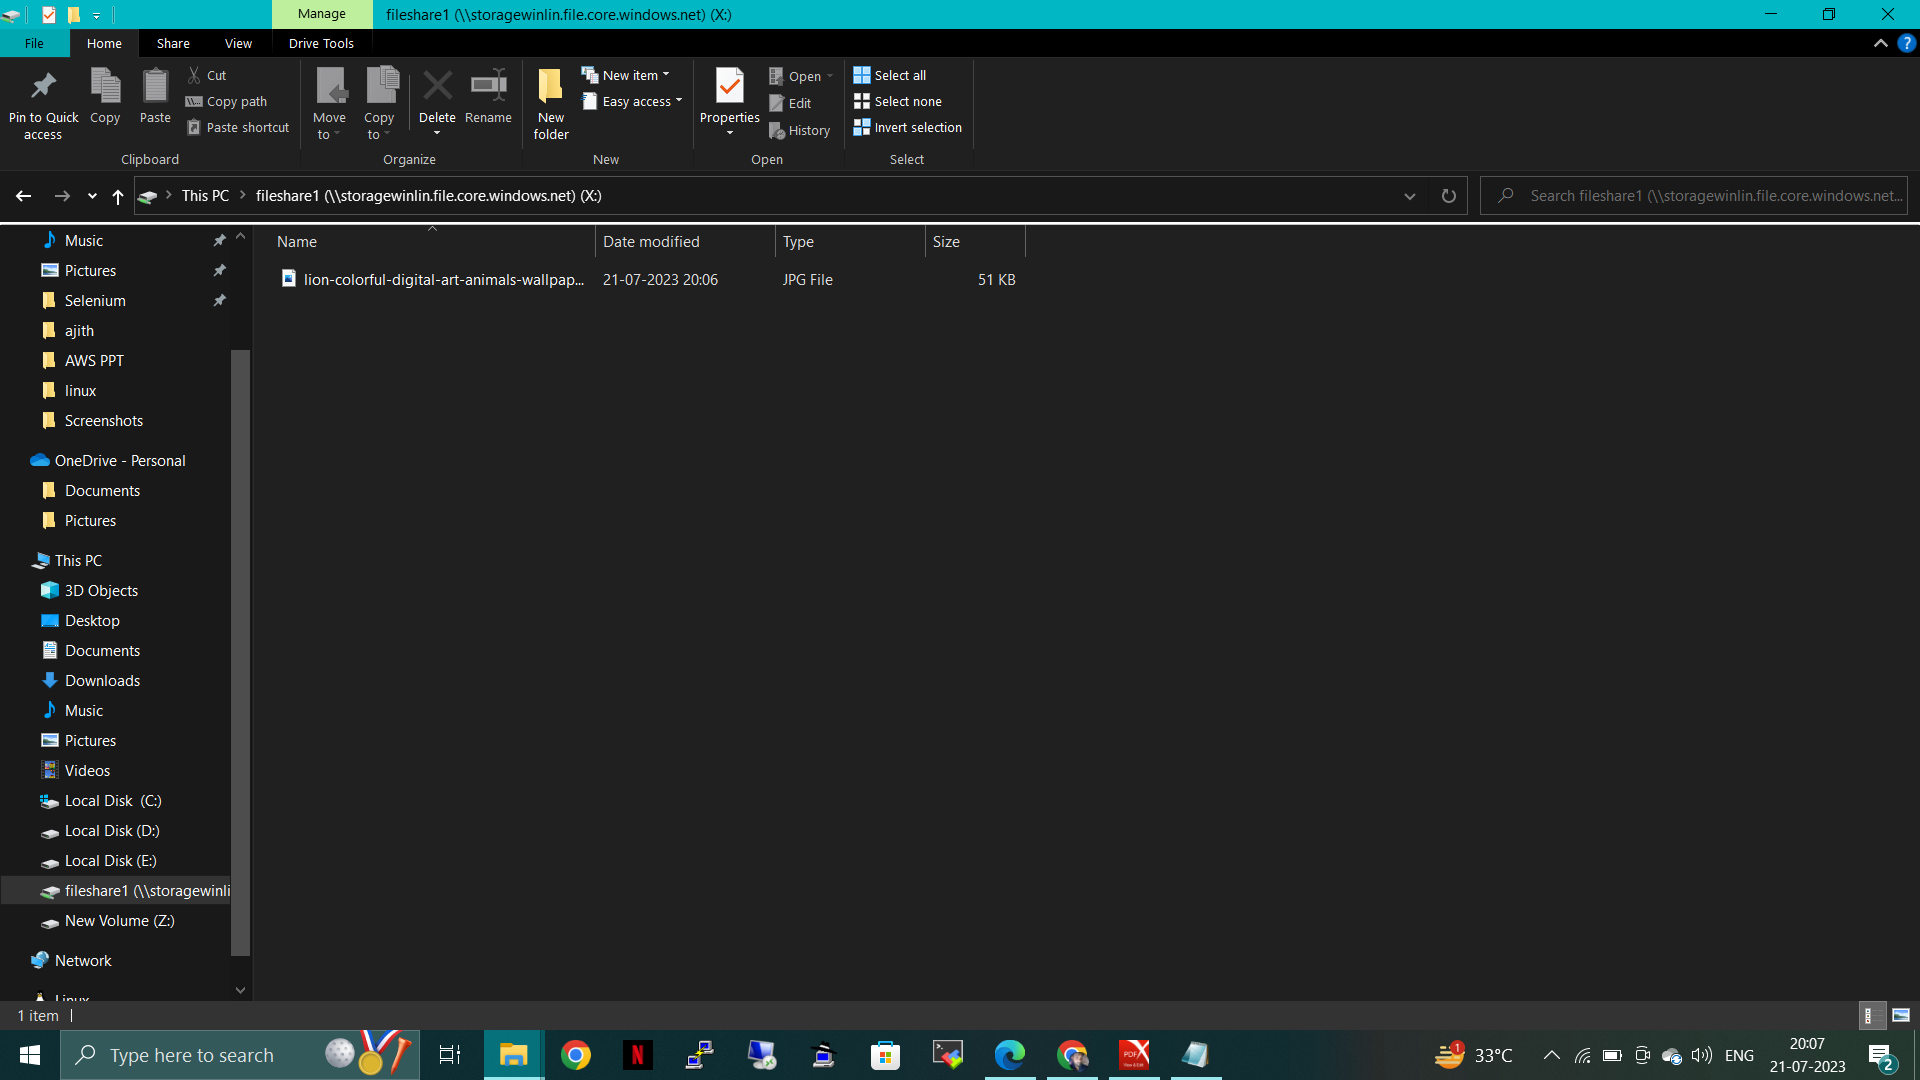 Manage
fileshare1 (\\storagewinlin.file.core.windows.net) (X:)
File
Home
Share
View
Drive Tools
Pin to Quick access
Copy
Paste
Cut
Copy path
Paste shortcut
Clipboard
Move to
Copy to
Delete
Rename
Organize
New folder
New item
Easy access
New
Properties
Open
Edit
History
Open
Select all
Select none
Invert selection
Select
This PC
fileshare1 (\\storagewinlin.file.core.windows.net) (X:)
Search fileshare1 (\\storagewinlin.file.core.windows.net...
Music
Pictures
Selenium
ajith
AWS PPT
linux
Screenshots
OneDrive - Personal
Documents
Pictures
This PC
3D Objects
Desktop
Documents
Downloads
Music
Pictures
Videos
Local Disk (C:)
Local Disk (D:)
Local Disk (E:)
fileshare1 (\\storagewinli
New Volume (Z:)
Network
Linux
Name
Date modified
Type
Size
lion-colorful-digital-art-animals-wallpap...
21-07-2023 20:06
JPG File
51 KB
1 item
Type here to search
N
PDF
1
33°C
ENG
20:07
21-07-2023
2